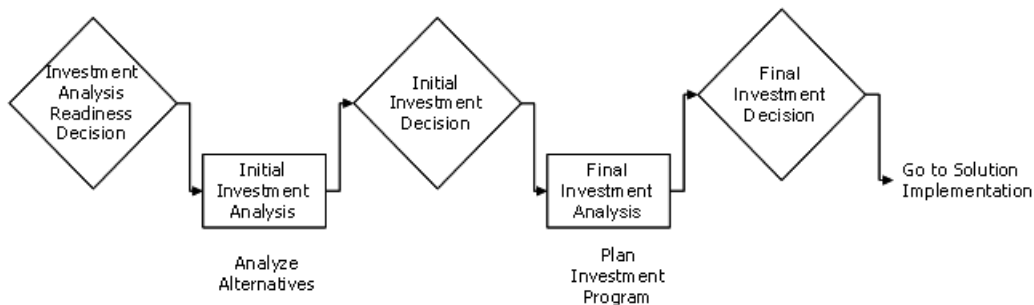 Investment
Analysis
Readiness
Decision
Initial
Investment
Analysis
Analyze
Alternatives
Initial
Investment
Decision
Final
Investment
Analysis
Plan
Investment
Program
Final
Investment
Decision
Go to Solution
Implementation